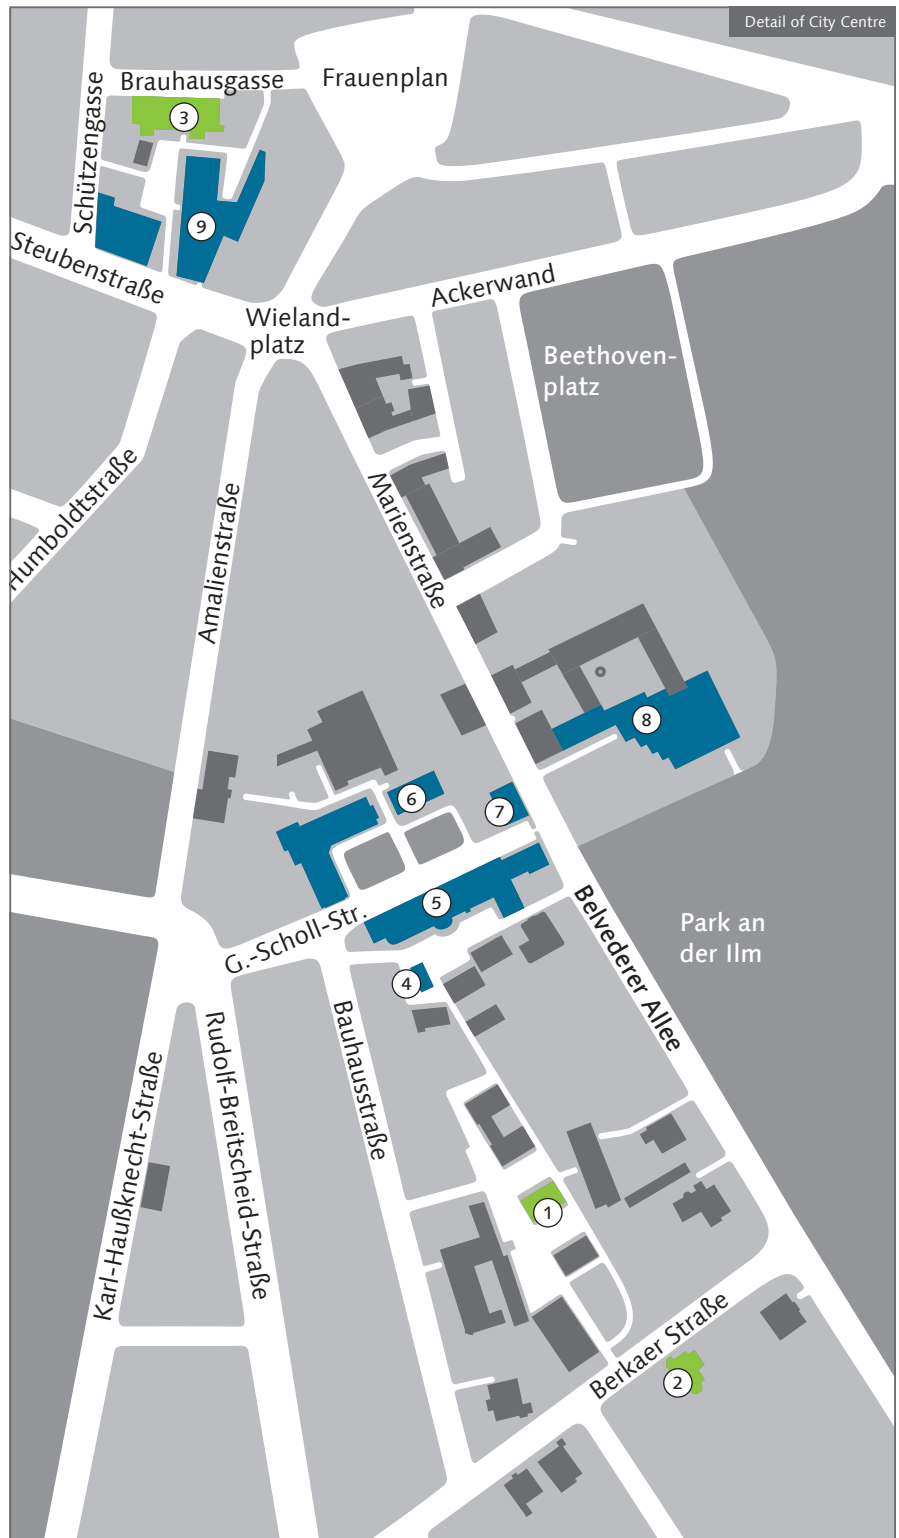 Detail of City Centre
Brauhausgasse
Frauenplan
Schützengasse
3
9
Steubenstraße
Ackerwand
Wieland-
platz
Beethoven-
platz
Humboldtstraße
Amalienstraße
Marienstraße
8
6
7
5
G.-Scholl-Str.
Belvederer Allee
Park an
der Ilm
4
Bauhausstraße
Rudolf-Breitscheid-Straße
Karl-Haußknecht-Straße
1
Berkaer Straße
2